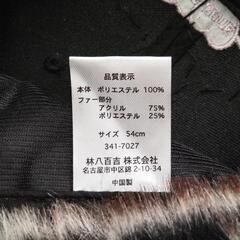 品質表示
本体 ポリエステル 100%
ファー部分
アクリル 75%
ポリエステル 25%
サイズ 54cm
341-7027
林八百吉 株式会社
名古屋市中区錦 2-10-34
中国製